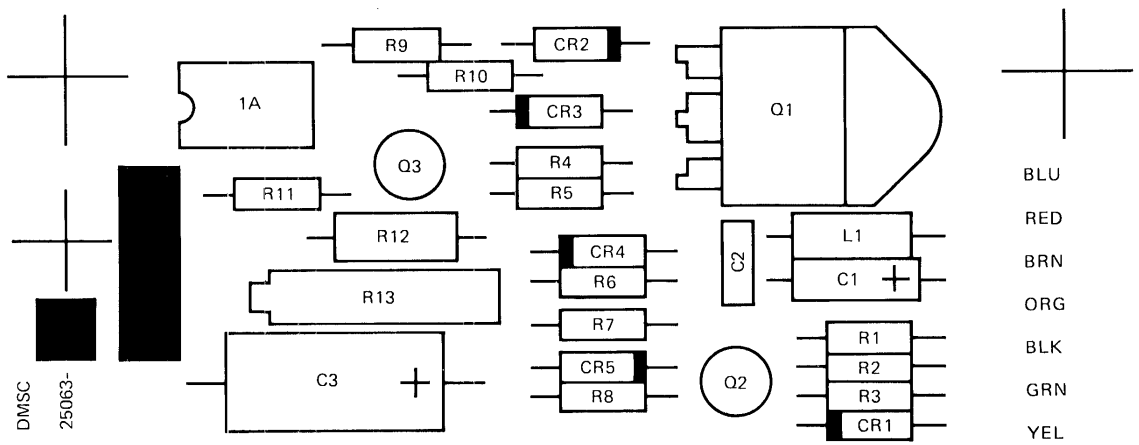 R9
CR2
R10
1A
CR3
Q1
Q3
R4
R5
BLU
R11
RED
R12
L1
CR4
C2
BRN
R6
C1
R13
ORG
R7
R1
BLK
CR5
R2
C3
Q2
R8
R3
GRN
CR1
YEL
DMSC
25063-